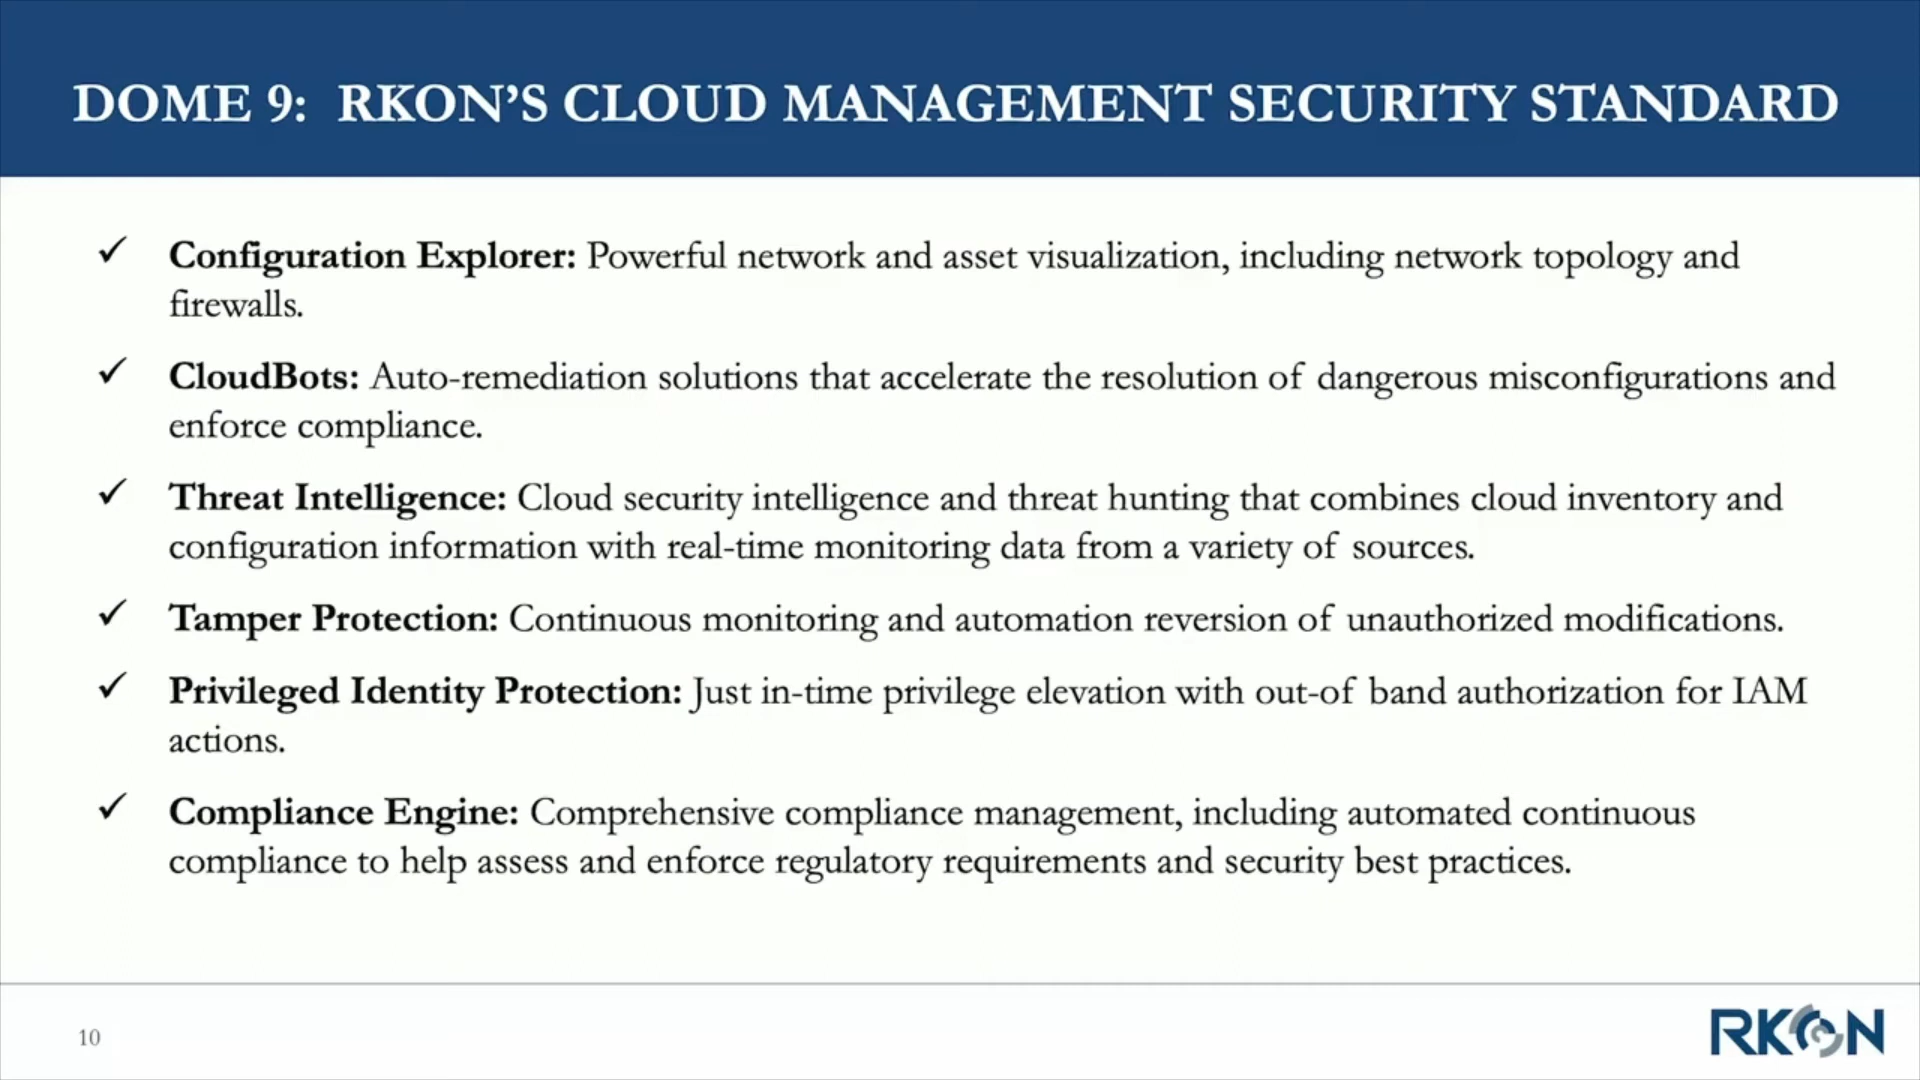 DOME 9: RKON'S CLOUD MANAGEMENT SECURITY STANDARD
✓ Configuration Explorer: Powerful network and asset visualization, including network topology and
firewalls.
✓ CloudBots: Auto-remediation solutions that accelerate the resolution of dangerous misconfigurations and
enforce compliance.
✓ Threat Intelligence: Cloud security intelligence and threat hunting that combines cloud inventory and
configuration information with real-time monitoring data from a variety of sources.
✓ Tamper Protection: Continuous monitoring and automation reversion of unauthorized modifications.
✓ Privileged Identity Protection: Just in-time privilege elevation with out-of band authorization for IAM
actions.
✓ Compliance Engine: Comprehensive compliance management, including automated continuous
compliance to help assess and enforce regulatory requirements and security best practices.
10
RKON